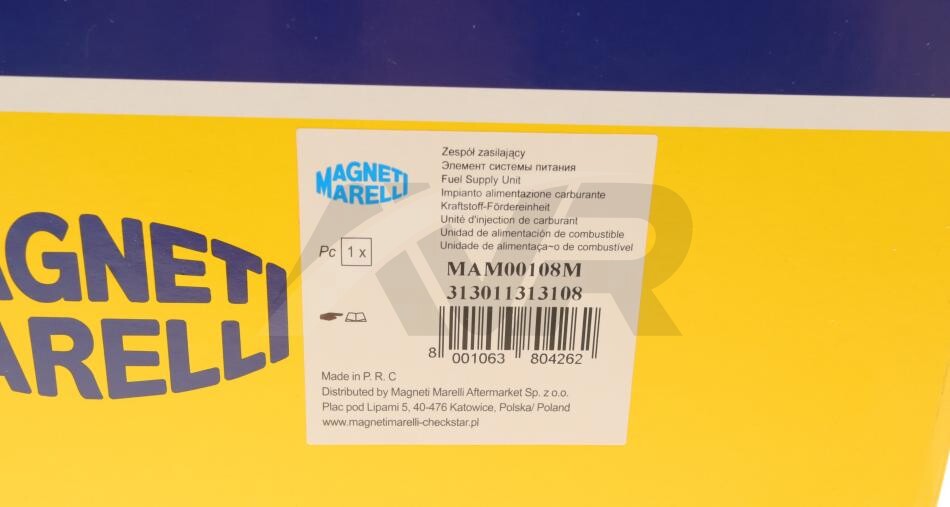 MAGNETI
MARELLI
MAGNETI
MARELLI
Pc 1 x
Zespół zasilający
Элемент системы питания
Fuel Supply Unit
Impianto alimentazione carburante
Kraftstoff-Fördereinheit
Unité d'injection de carburant
Unidad de alimentación de combustible
Unidade de alimentaça~o de combustível
MAM00108M
313011313108
8 001063 804262
Made in P. R. C
Distributed by Magneti Marelli Aftermarket Sp. z o.o.
Plac pod Lipami 5, 40-476 Katowice, Polska/ Poland
www.magnetimarelli-checkstar.pl